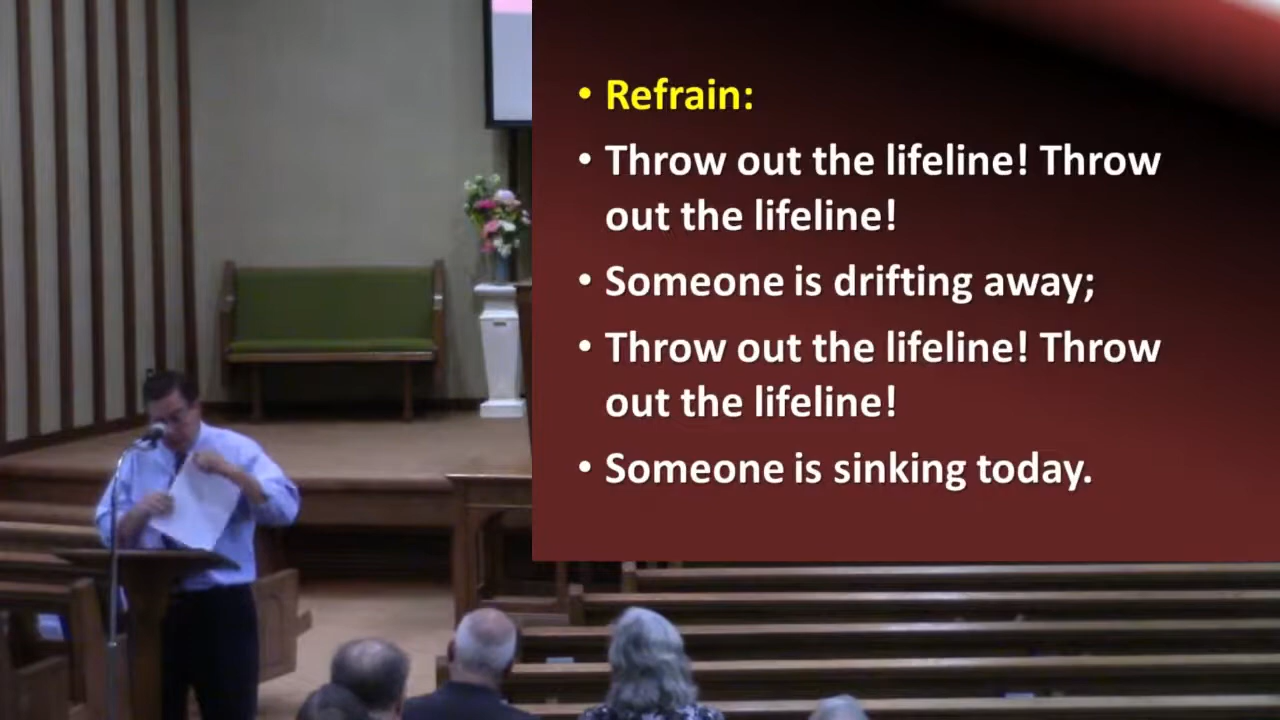 • Refrain:
• Throw out the lifeline! Throw
out the lifeline!
• Someone is drifting away;
• Throw out the lifeline! Throw
out the lifeline!
• Someone is sinking today.